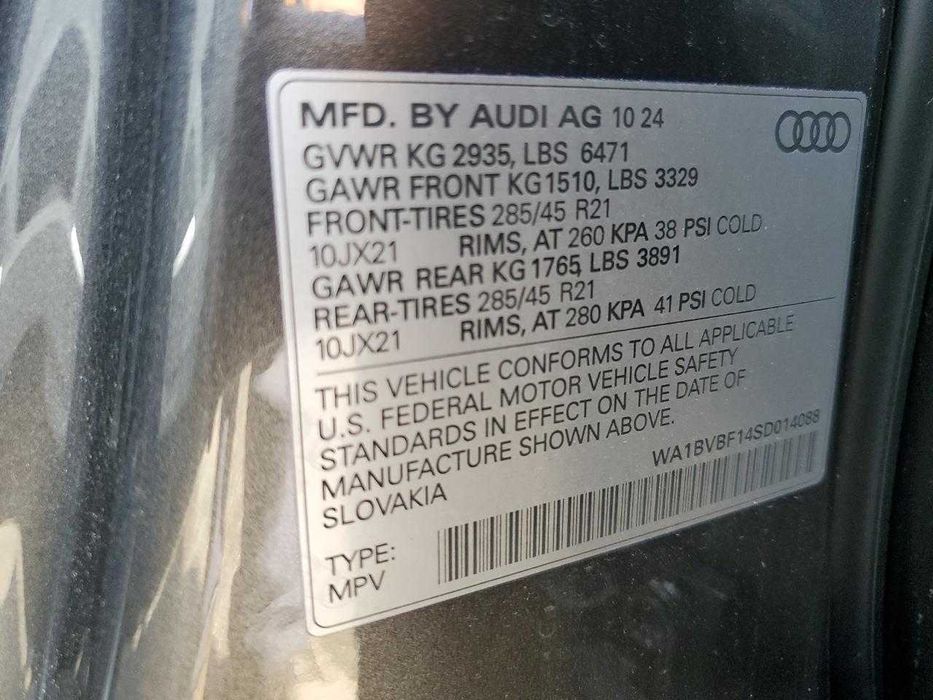 MFD. BY AUDI AG 10 24
GVWR KG 2935, LBS 6471
GAWR FRONT KG1510, LBS 3329
FRONT-TIRES 285/45 R21
10JX21 RIMS, AT 260 KPA 38 PSI COLD
GAWR REAR KG 1765, LBS 3891
REAR-TIRES 285/45 R21
10JX21 RIMS, AT 280 KPA 41 PSI COLD
THIS VEHICLE CONFORMS TO ALL APPLICABLE
U.S. FEDERAL MOTOR VEHICLE SAFETY
STANDARDS IN EFFECT ON THE DATE OF
MANUFACTURE SHOWN ABOVE.
SLOVAKIA
WA1BVBF14SD014088
TYPE:
MPV